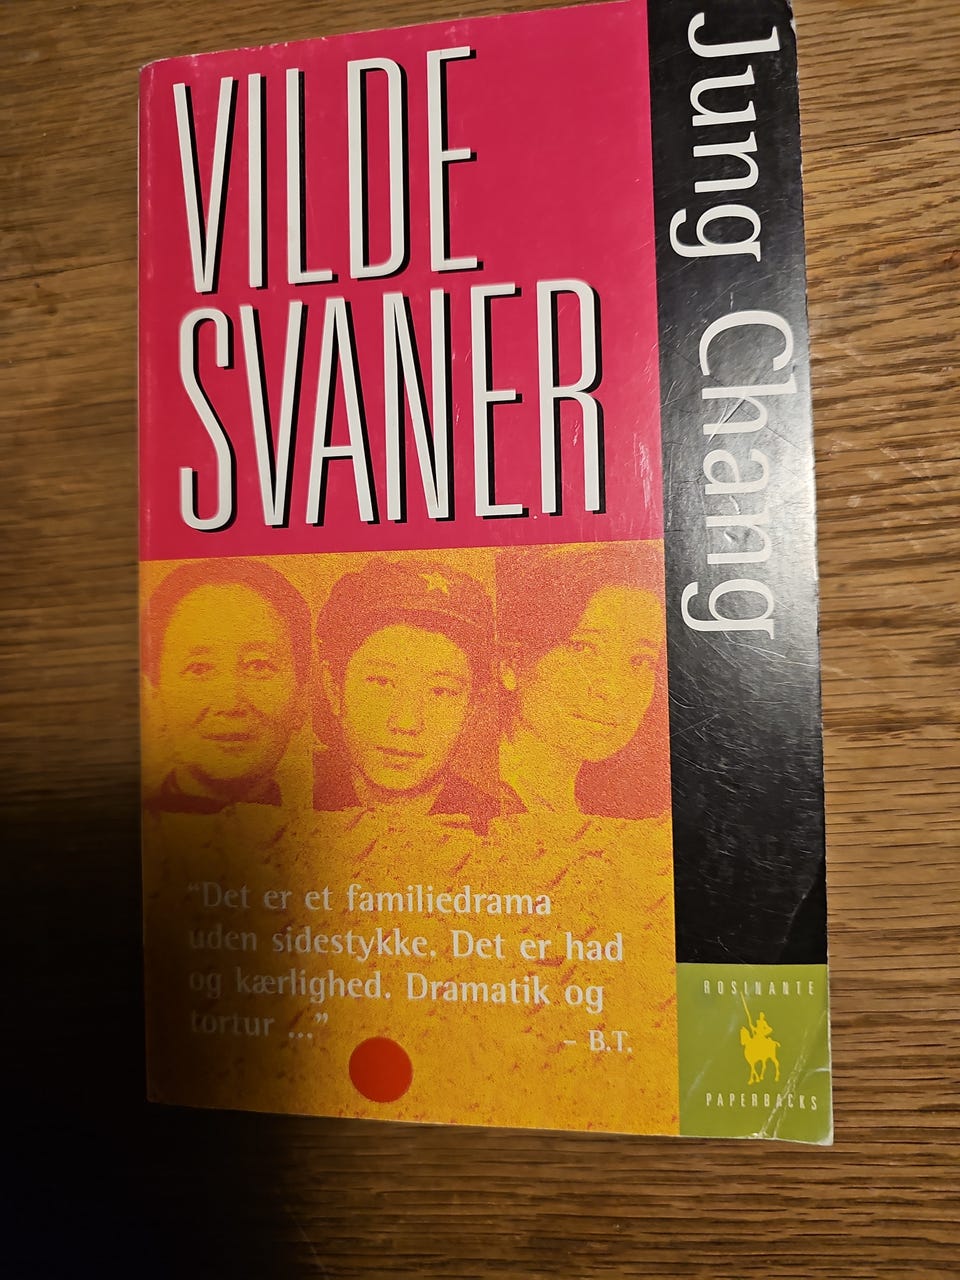 VILDE
SVANER
Jung Chang
“Det er et familiedrama
uden sidestykke. Det er had
og kærlighed. Dramatik og
tortur ...”
– B.T.
ROSINANTE
PAPERBACKS